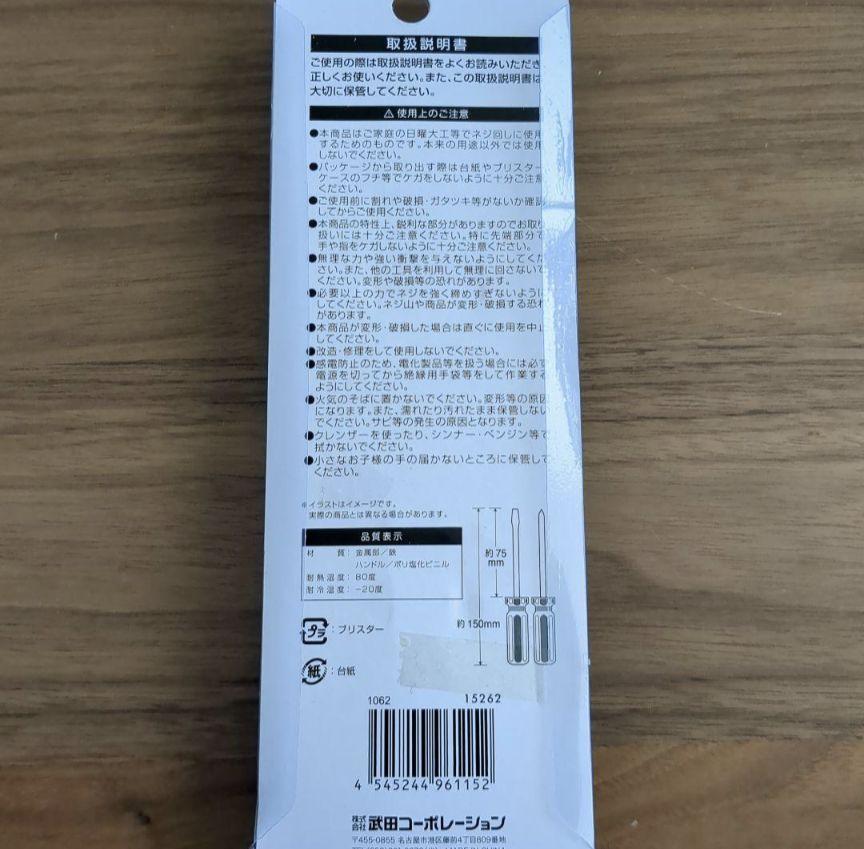 取扱説明書
ご使用の際は取扱説明書をよくお読みいただき
正しくお使いください。また、この取扱説明書は
大切に保管してください。
⚠使用上のご注意
●本商品はご家庭の日曜大工等でネジ回しに使用
するためのものです。本来の用途以外では使用
しないでください。
●パッケージから取り出す際は台紙やブリスター
ケースのフチ等でケガをしないように十分ご注意
ください。
●ご使用前に割れや破損・ガタツキ等がないか確認
してからご使用ください。
●本商品の特性上、鋭利な部分がありますのでお取り
扱いには十分ご注意ください。特に先端部分で
手や指をケガしないように十分ご注意ください。
●無理な力や強い衝撃を与えないようにしてくだ
さい。また、他の工具を利用して無理に回さないで
ください。変形や破損等の恐れがあります。
●必要以上の力でネジを強く締めすぎないように
してください。ネジ山や商品が変形・破損する恐れ
があります。
●本商品が変形・破損した場合は直ぐに使用を中止
してください。
●改造・修理をして使用しないでください。
●感電防止のため、電化製品等を扱う場合には必ず
電源を切ってから絶縁用手袋等をして作業する
ようにしてください。
●火気のそばに置かないでください。変形等の原因
になります。また、濡れたり汚れたまま保管しない
でください。サビ等の発生の原因となります。
●クレンザーを使ったり、シンナー・ベンジン等で
拭かないでください。
●小さなお子様の手の届かないところに保管して
ください。
※イラストはイメージです。
実際の商品とは異なる場合があります。
品質表示
材 質: 金属部/鉄
ハンドル/ポリ塩化ビニル
耐熱温度: 80度
耐冷温度: -20度
約75
mm
約150mm
プラ:ブリスター
紙:台紙
1062 15262
4 545244 961152
株式会社 武田コーポレーション
〒455-0855 名古屋市港区藤前4丁目809番地